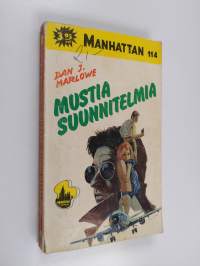 MANHATTAN 114
DAN J.
MARLOWE
MUSTIA
SUUNNITELMIA